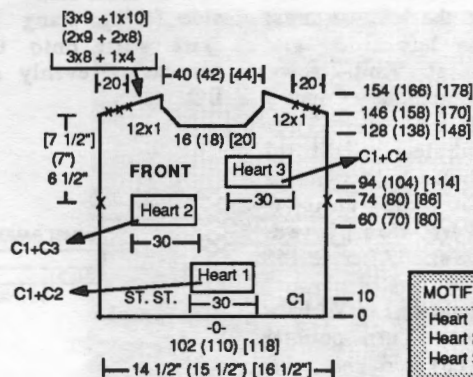 [3x9 +1x10]
(2x9 + 2x8)
3x8 + 1x4
20
40 (42) [44]
20
12x1
12x1
16 (18) [20]
154 (166) [178]
146 (158) [170]
128 (138) [148]
[7 1/2"]
(7")
6 1/2"
FRONT
Heart 3
C1+C4
30
94 (104) [114]
74 (80) [86]
60 (70) [80]
Heart 2
30
C1+C3
Heart 1
C1+C2
30
ST. ST.
C1
10
0
-0-
102 (110) [118]
14 1/2" (15 1/2") [16 1/2"]
MOTIF
Heart
Heart
Heart